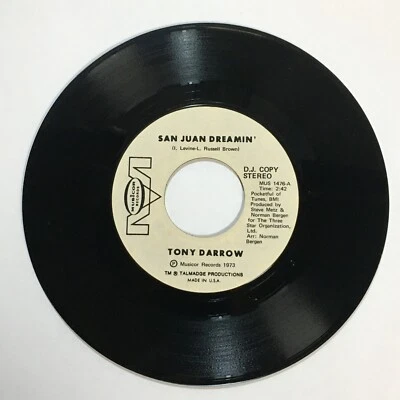 SAN JUAN DREAMIN'
(I. Levine-L. Russell Brown)
musicor
RECORDS
D.J. COPY
STEREO
MUS 1476-A
Time: 2:42
Pocketful of
Tunes, BMI
Produced by
Steve Metz &
Norman Bergen
for The Three
Star Organization,
Ltd.
Arr: Norman
Bergen
TONY DARROW
Ⓟ Musicor Records 1973
TM ® TALMADGE PRODUCTIONS
MADE IN U.S.A.